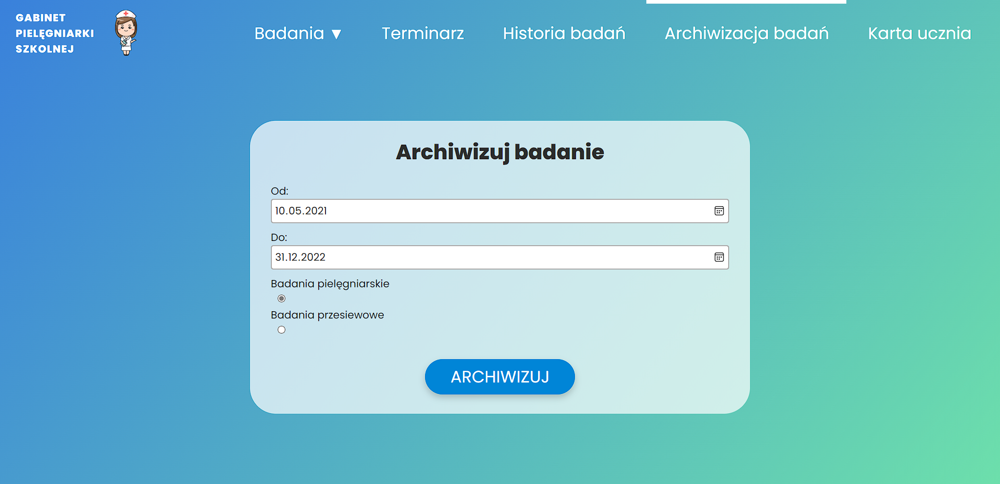 GABINET
PIELĘGNIARKI
SZKOLNEJ
Badania ▼
Terminarz
Historia badań
Archiwizacja badań
Karta ucznia
Archiwizuj badanie
Od:
10.05.2021
Do:
31.12.2022
Badania pielęgniarskie
Badania przesiewowe
ARCHIWIZUJ